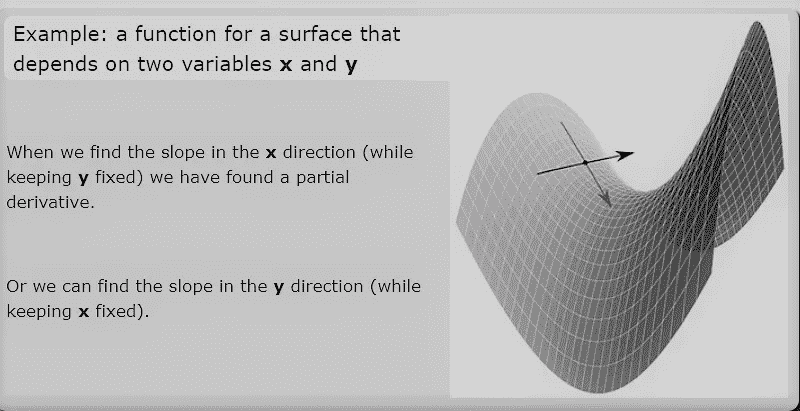 Example: a function for a surface that
depends on two variables x and y
When we find the slope in the x direction (while
keeping y fixed) we have found a partial
derivative.
Or we can find the slope in the y direction (while
keeping x fixed).